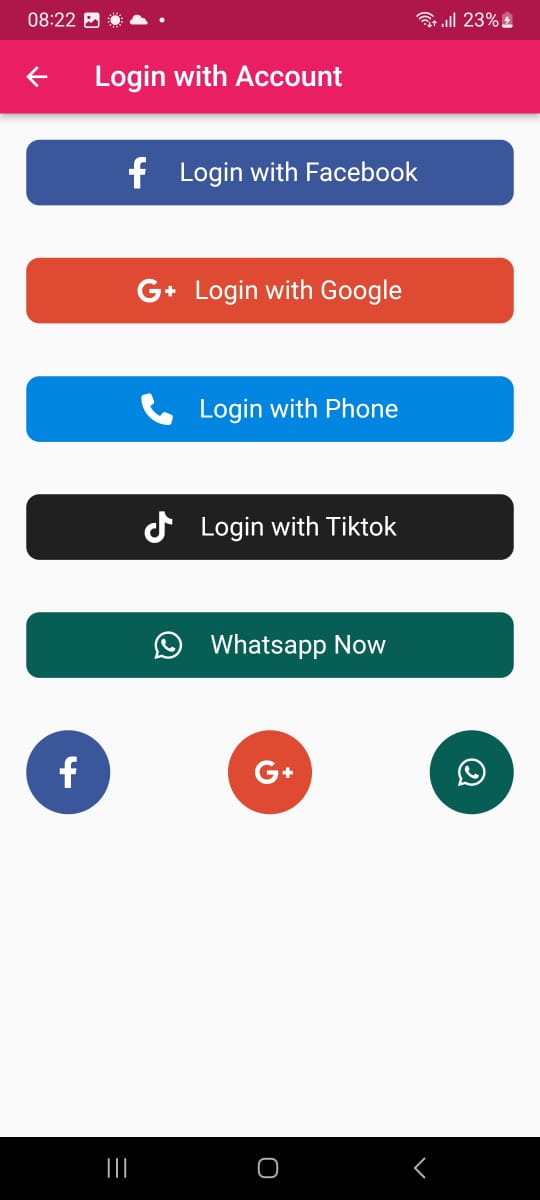 08:22
23%
Login with Account
Login with Facebook
G+ Login with Google
Login with Phone
Login with Tiktok
Whatsapp Now
G+